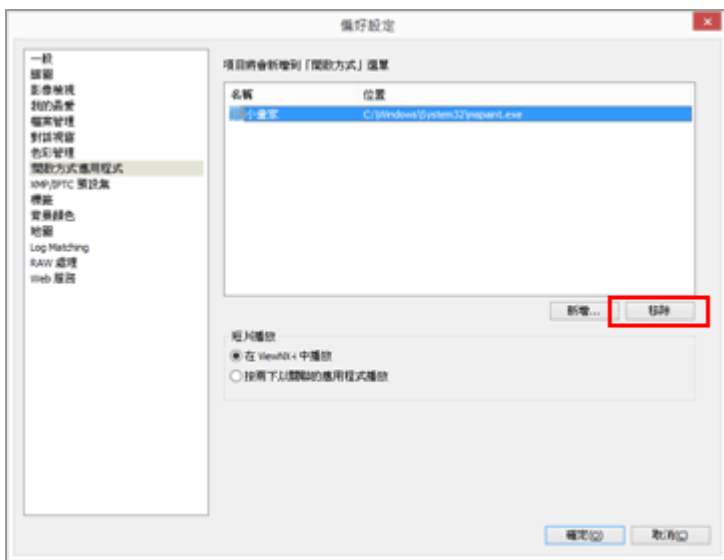 偏好設定
一般
縮圖
影像檢視
我的最愛
檔案管理
對話視窗
色彩管理
開啟方式應用程式
XMP/IPTC 預設集
標籤
背景顏色
地圖
Log Matching
RAW 處理
Web 服務
項目將會新增到「開啟方式」選單
名稱 位置
小畫家 C:/Windows/System32/mspaint.exe
新增... 移除
短片播放
在 ViewNX-i 中播放
按兩下以關聯的應用程式播放
確定(O) 取消(C)